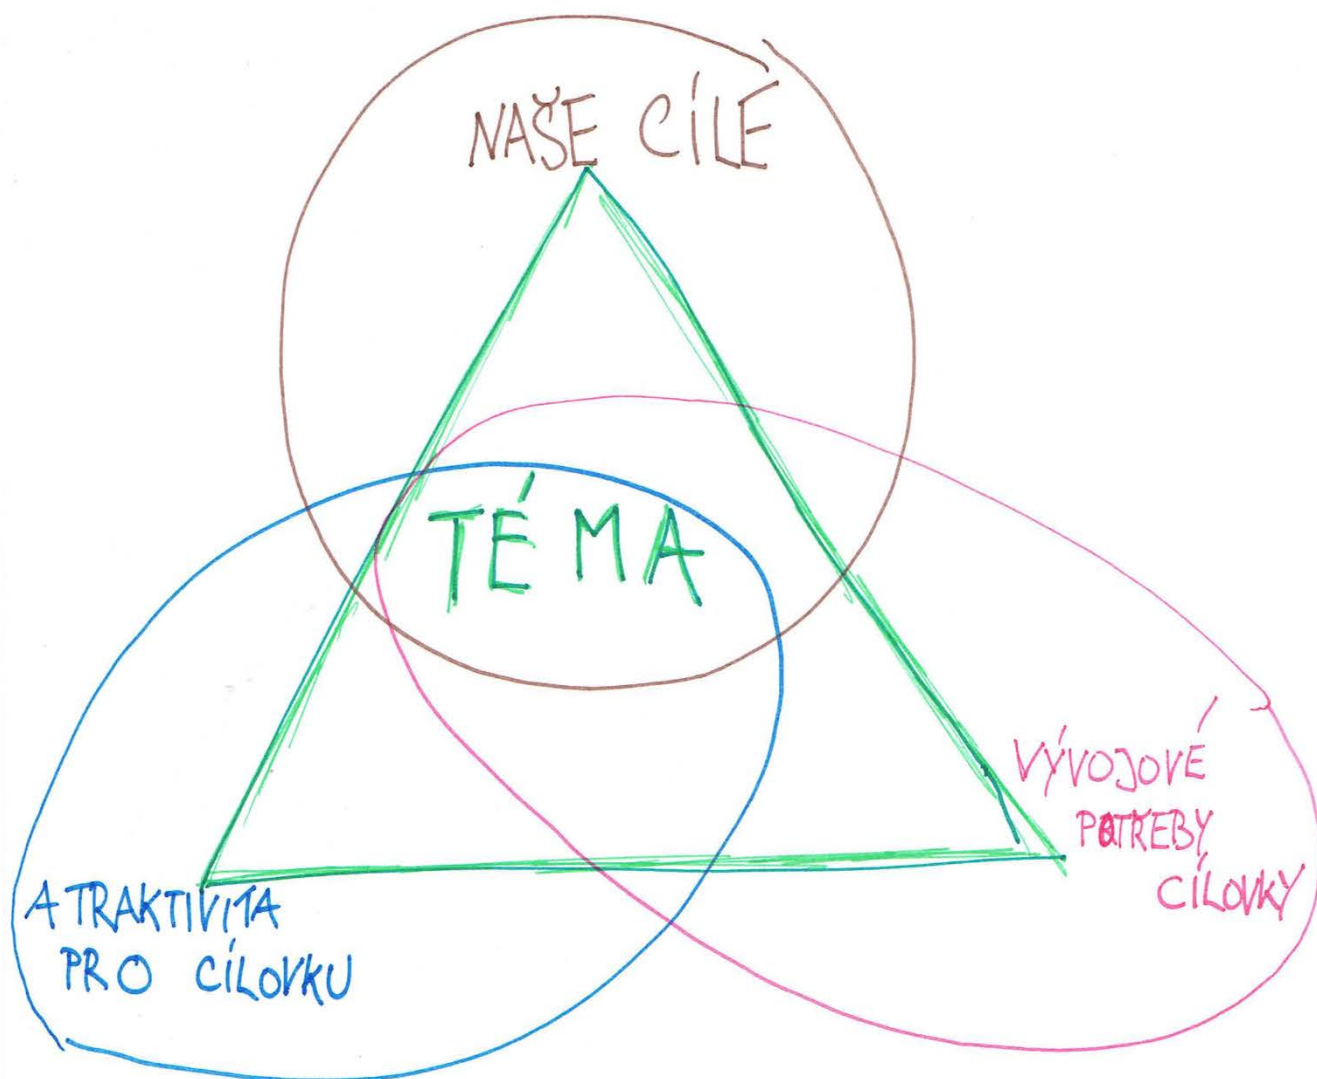 NAŠE CÍLE
TÉMA
VÝVOJOVÉ
POTŘEBY
CÍLOVKY
ATRAKTIVITA
PRO CÍLOVKU